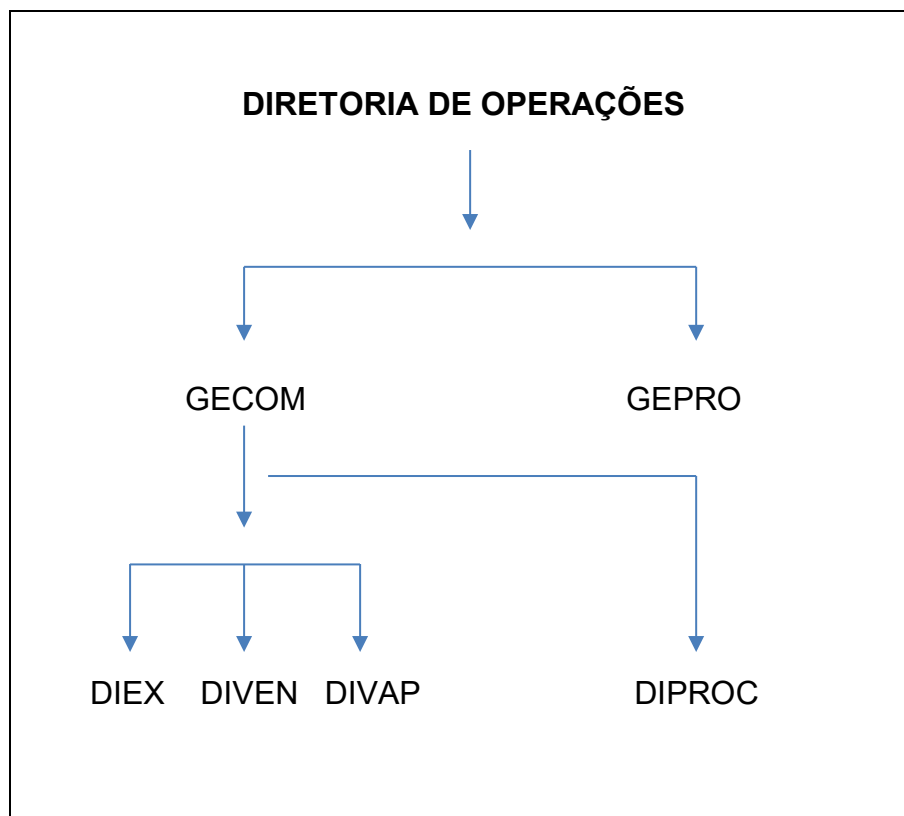 DIRETORIA DE OPERAÇÕES
GECOM GEPRO
DIEX DIVEN DIVAP DIPROC